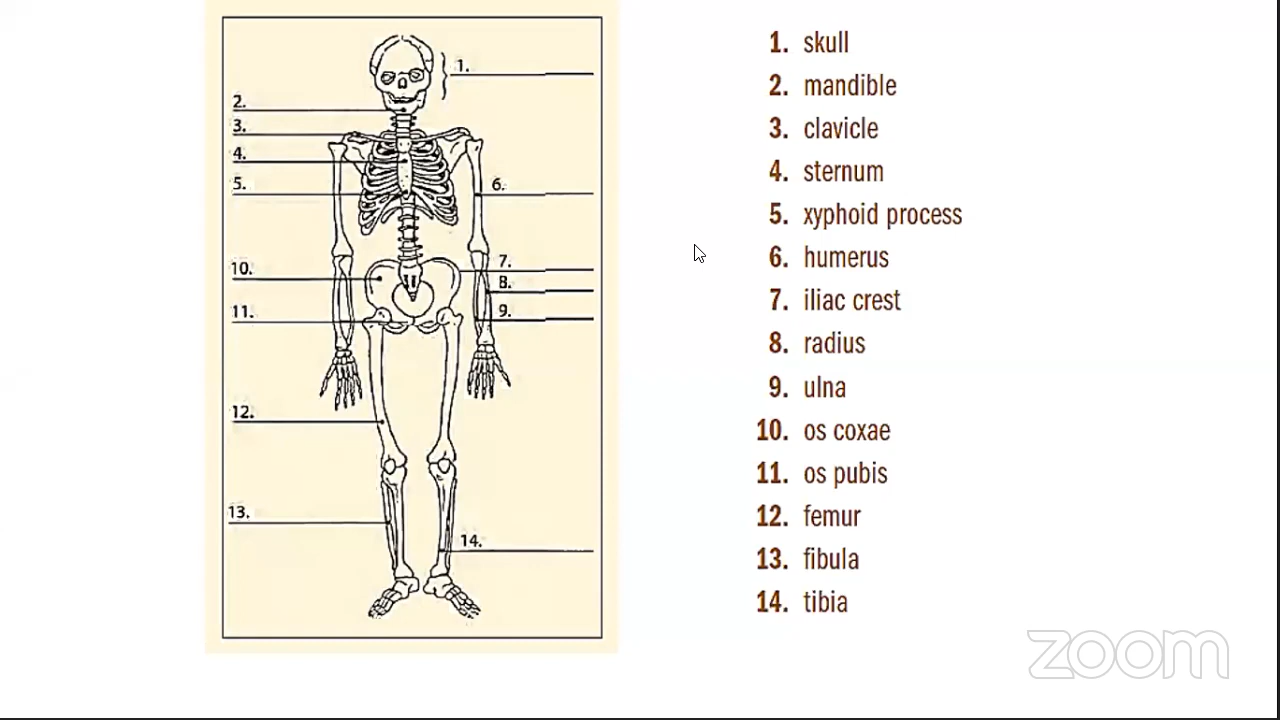 1.
2.
3.
4.
5.
6.
7.
8.
9.
10.
11.
12.
13.
14.
1. skull
2. mandible
3. clavicle
4. sternum
5. xyphoid process
6. humerus
7. iliac crest
8. radius
9. ulna
10. os coxae
11. os pubis
12. femur
13. fibula
14. tibia
zoom